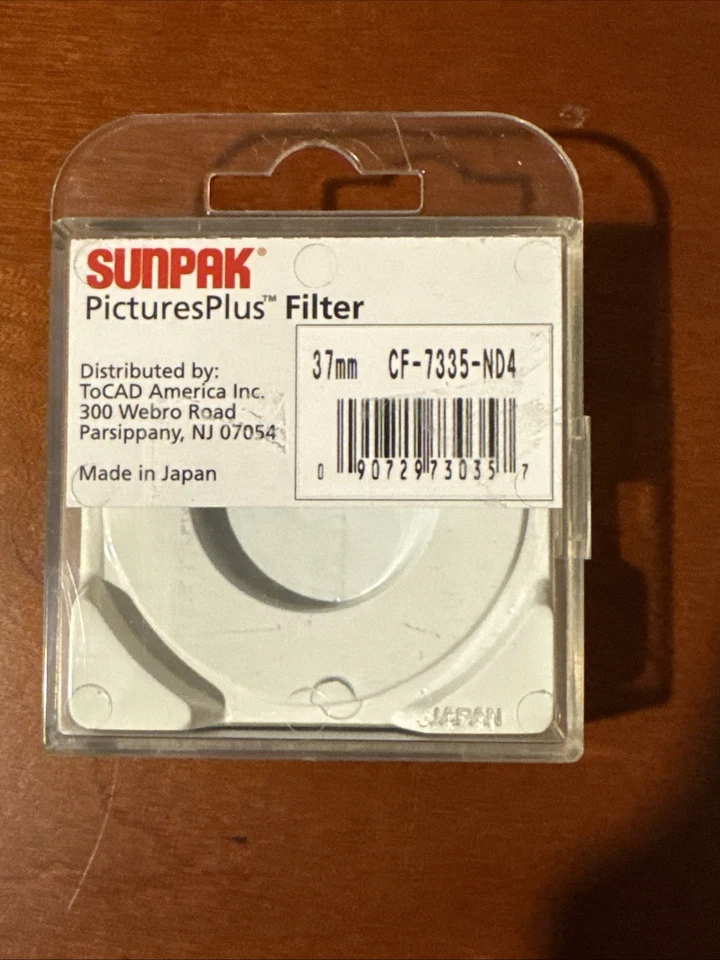 SUNPAK®
PicturesPlus™ Filter
37mm CF-7335-ND4
Distributed by:
ToCAD America Inc.
300 Webro Road
Parsippany, NJ 07054
Made in Japan
0 90729 73035 7
JAPAN